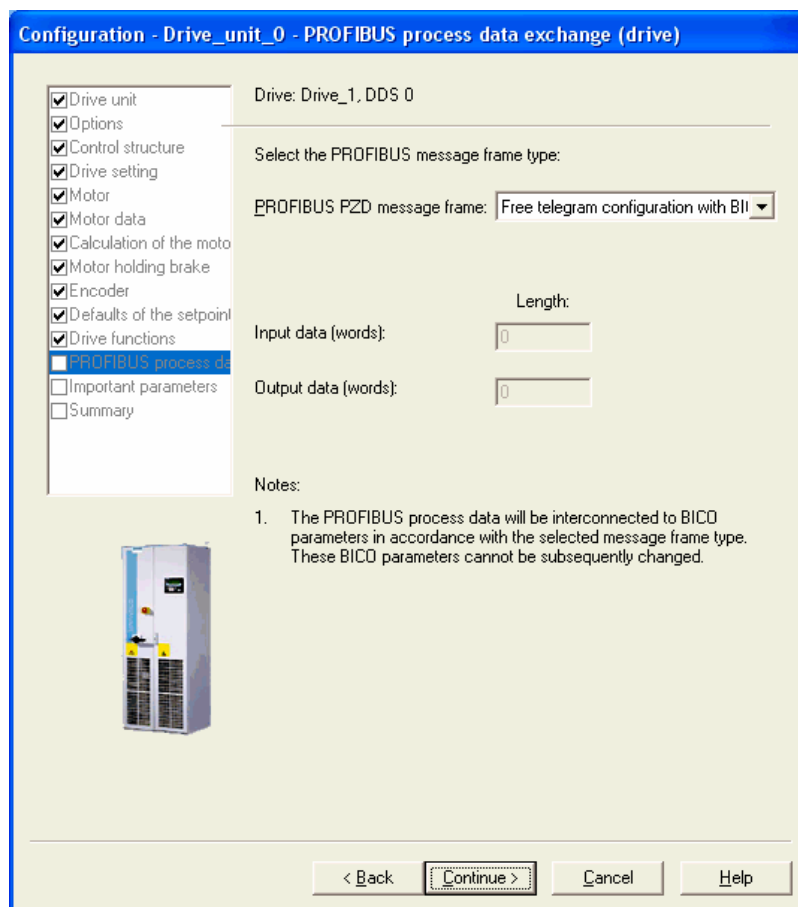 Configuration - Drive_unit_0 - PROFIBUS process data exchange (drive)
Drive unit
Options
Control structure
Drive setting
Motor
Motor data
Calculation of the moto
Motor holding brake
Encoder
Defaults of the setpoint
Drive functions
PROFIBUS process da
Important parameters
Summary
Drive: Drive_1, DDS 0
Select the PROFIBUS message frame type:
PROFIBUS PZD message frame: Free telegram configuration with BI
Length:
Input data (words): 0
Output data (words): 0
Notes:
1. The PROFIBUS process data will be interconnected to BICO
parameters in accordance with the selected message frame type.
These BICO parameters cannot be subsequently changed.
< Back Continue > Cancel Help